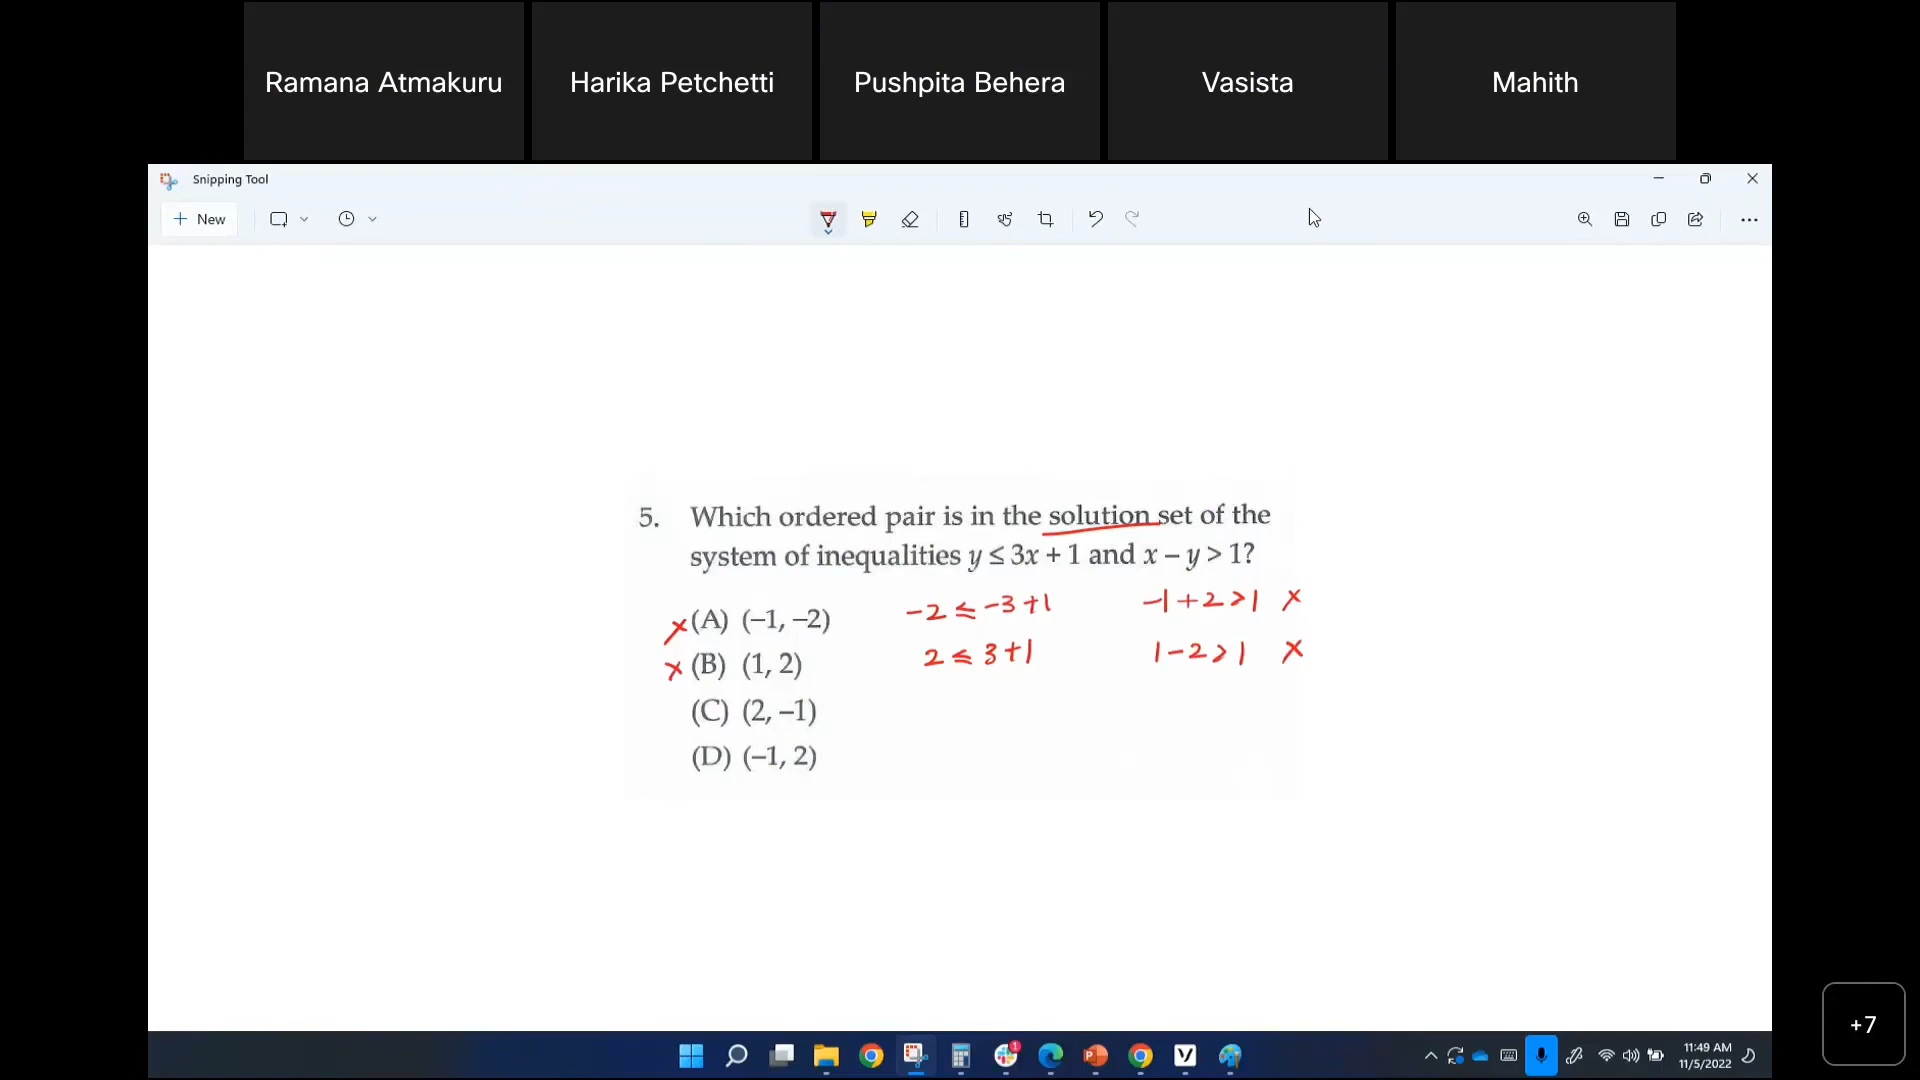 Ramana Atmakuru Harika Petchetti Pushpita Behera Vasista Mahith
Snipping Tool
New
5. Which ordered pair is in the solution set of the
system of inequalities y ≤ 3x + 1 and x – y > 1?
(A) (–1, –2) -2 ≤ -3+1 -1+2>1 x
x
x (B) (1, 2) 2 ≤ 3+1 1-2>1 x
(C) (2, –1)
(D) (–1, 2)
+7
1
P
V
11:49 AM
11/5/2022